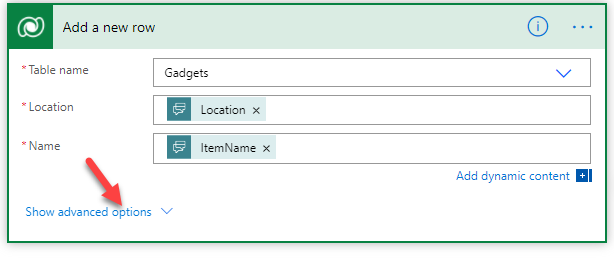 Add a new row
* Table name
Gadgets
* Location
Location ×
* Name
ItemName ×
Add dynamic content
Show advanced options